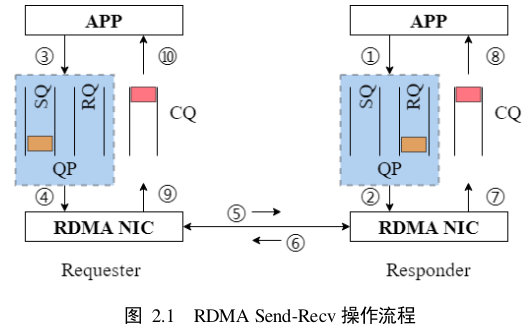 APP
APP
③
⑩
①
⑧
SQ
RQ
CQ
SQ
RQ
CQ
QP
QP
④
⑨
②
⑦
RDMA NIC
⑤
⑥
RDMA NIC
Requester
Responder
图 2.1 RDMA Send-Recv 操作流程